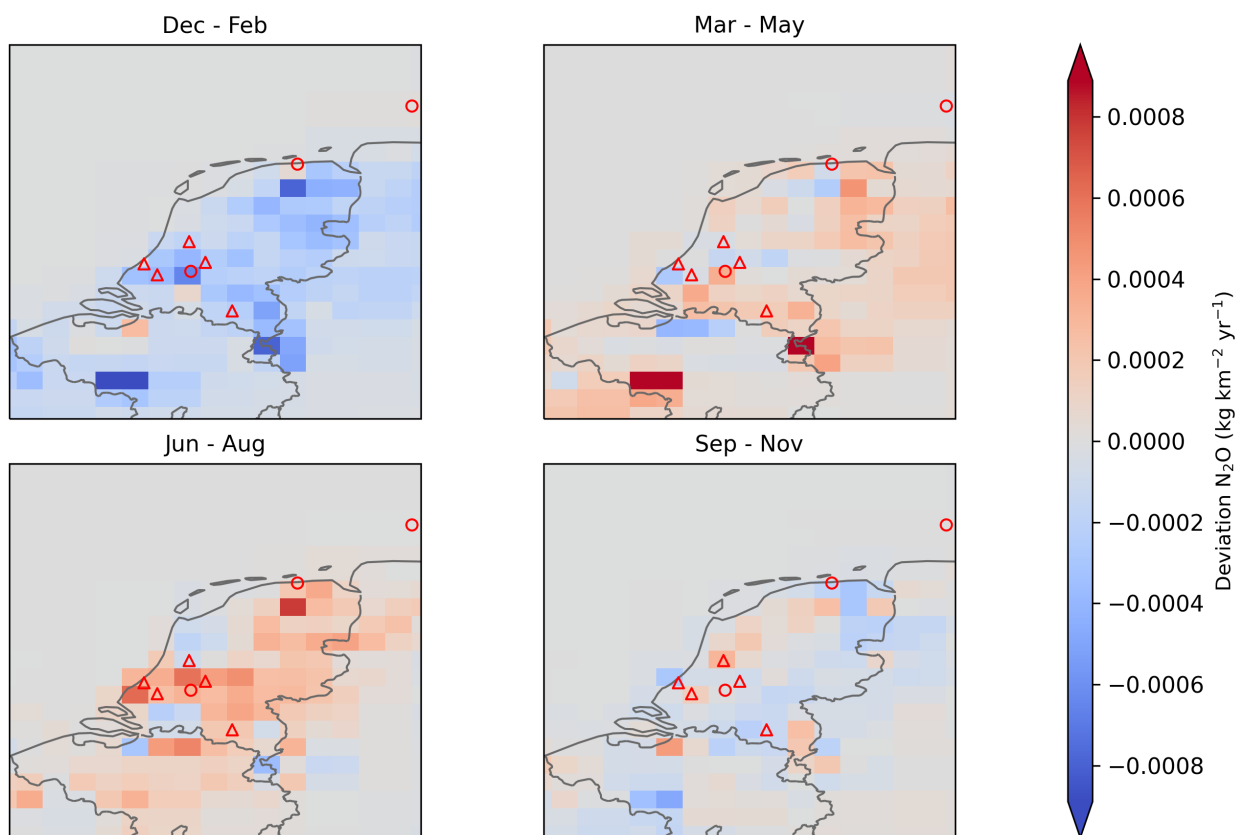 Dec - Feb
Mar - May
Jun - Aug
Sep - Nov
0.0008
0.0006
0.0004
0.0002
0.0000
−0.0002
−0.0004
−0.0006
−0.0008
Deviation N₂O (kg km⁻² yr⁻¹)